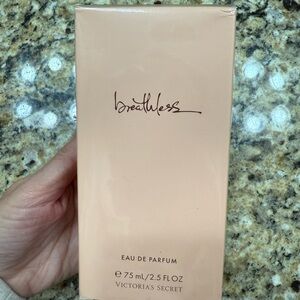 breathless
EAU DE PARFUM
℮ 75 mL/2.5 FL OZ
VICTORIA'S SECRET